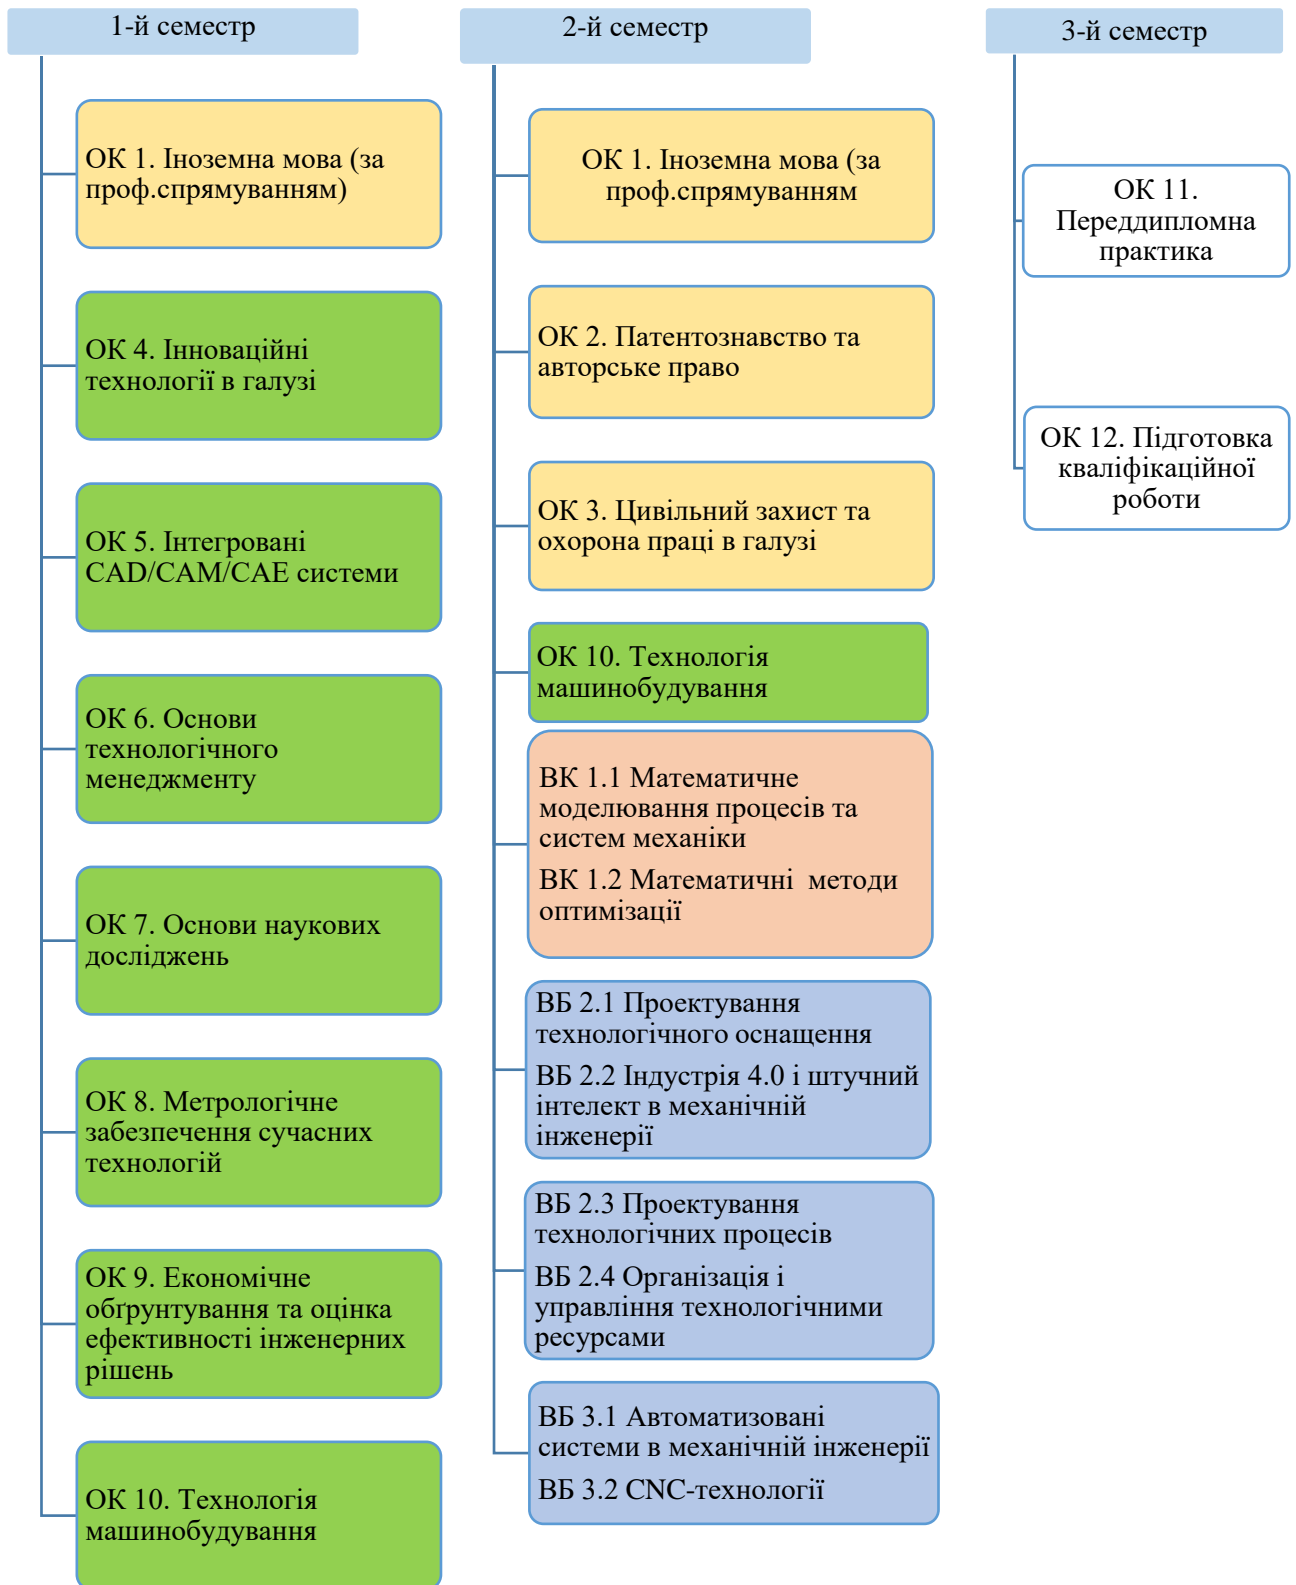 1-й семестр
ОК 1. Іноземна мова (за
проф.спрямуванням)
ОК 4. Інноваційні
технології в галузі
ОК 5. Інтегровані
CAD/CAM/CAE системи
ОК 6. Основи
технологічного
менеджменту
ОК 7. Основи наукових
досліджень
ОК 8. Метрологічне
забезпечення сучасних
технологій
ОК 9. Економічне
обґрунтування та оцінка
ефективності інженерних
рішень
ОК 10. Технологія
машинобудування
2-й семестр
ОК 1. Іноземна мова (за
проф.спрямуванням
ОК 2. Патентознавство та
авторське право
ОК 3. Цивільний захист та
охорона праці в галузі
ОК 10. Технологія
машинобудування
ВК 1.1 Математичне
моделювання процесів та
систем механіки
ВК 1.2 Математичні методи
оптимізації
ВБ 2.1 Проектування
технологічного оснащення
ВБ 2.2 Індустрія 4.0 і штучний
інтелект в механічній
інженерії
ВБ 2.3 Проектування
технологічних процесів
ВБ 2.4 Організація і
управління технологічними
ресурсами
ВБ 3.1 Автоматизовані
системи в механічній інженерії
ВБ 3.2 CNC-технології
3-й семестр
ОК 11.
Переддипломна
практика
ОК 12. Підготовка
кваліфікаційної
роботи